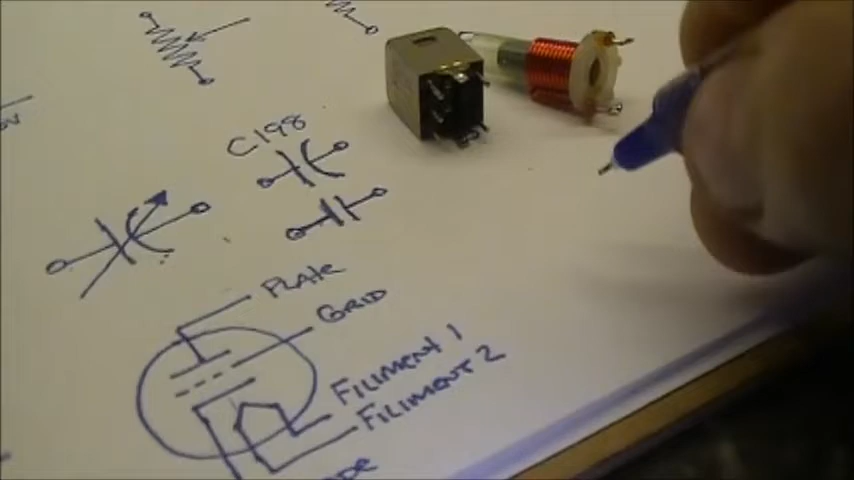 C198
PLATE
GRID
FILIMENT 1
FILIMENT 2